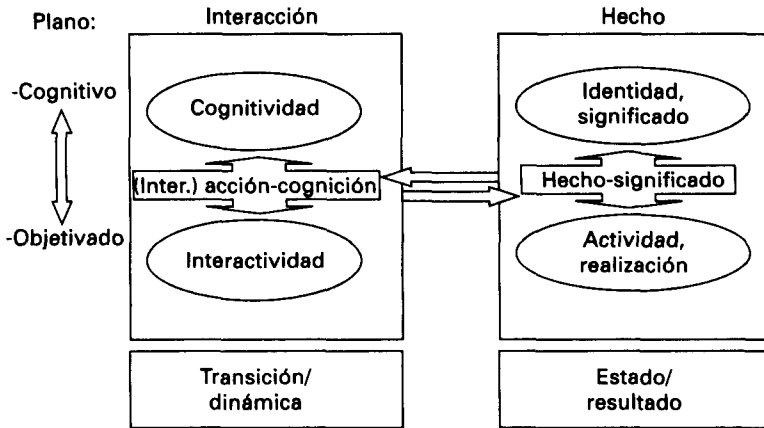 Plano:
Interacción
Hecho
-Cognitivo
Cognitividad
Identidad,
significado
(Inter.) acción-cognición
Hecho-significado
-Objetivado
Interactividad
Actividad,
realización
Transición/
dinámica
Estado/
resultado